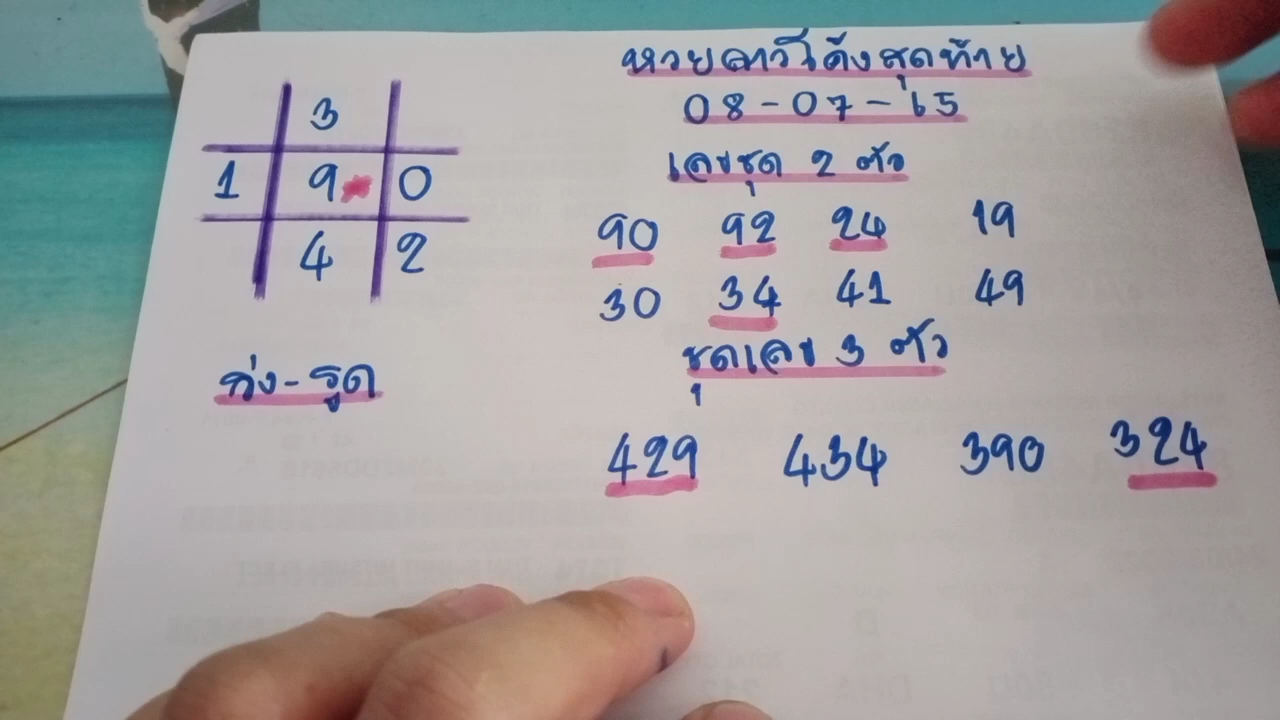 หวยลาวโค้งสุดท้าย
08-07-65
3
1 9 0
4 2
เลขชุด 2 ตัว
90 92 24 19
30 34 41 49
ชุดเลข 3 ตัว
วิ่ง-รูด
429 434 390 324